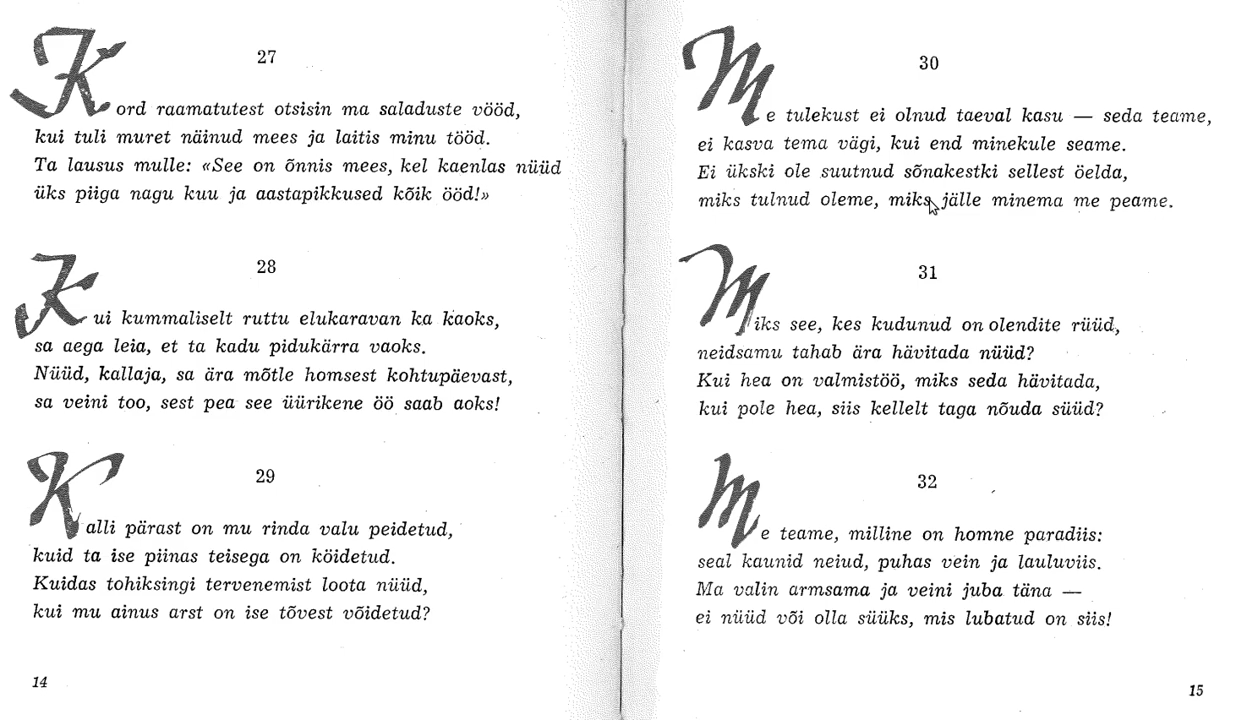 27
Kord raamatutest otsisin ma saladuste vööd,
kui tuli muret näinud mees ja laitis minu tööd.
Ta lausus mulle: «See on õnnis mees, kel kaenlas nüüd
üks piiga nagu kuu ja aastapikkused kõik ööd!»
28
Kui kummaliselt ruttu elukaravan ka kaoks,
sa aega leia, et ta kadu pidukärra vaoks.
Nüüd, kallaja, sa ära mõtle homsest kohtupäevast,
sa veini too, sest pea see üürikene öö saab aoks!
29
Kalli pärast on mu rinda valu peidetud,
kuid ta ise piinas teisega on köidetud.
Kuidas tohiksingi tervenemist loota nüüd,
kui mu ainus arst on ise tõvest võidetud?
14
30
Me tulekust ei olnud taeval kasu — seda teame,
ei kasva tema vägi, kui end minekule seame.
Ei ükski ole suutnud sõnakestki sellest öelda,
miks tulnud oleme, miks jälle minema me peame.
31
Miks see, kes kudunud on olendite rüüd,
neidsamu tahab ära hävitada nüüd?
Kui hea on valmistöö, miks seda hävitada,
kui pole hea, siis kellelt taga nõuda süüd?
32
Me teame, milline on homne paradiis:
seal kaunid neiud, puhas vein ja lauluviis.
Ma valin armsama ja veini juba täna —
ei nüüd või olla süüks, mis lubatud on siis!
15